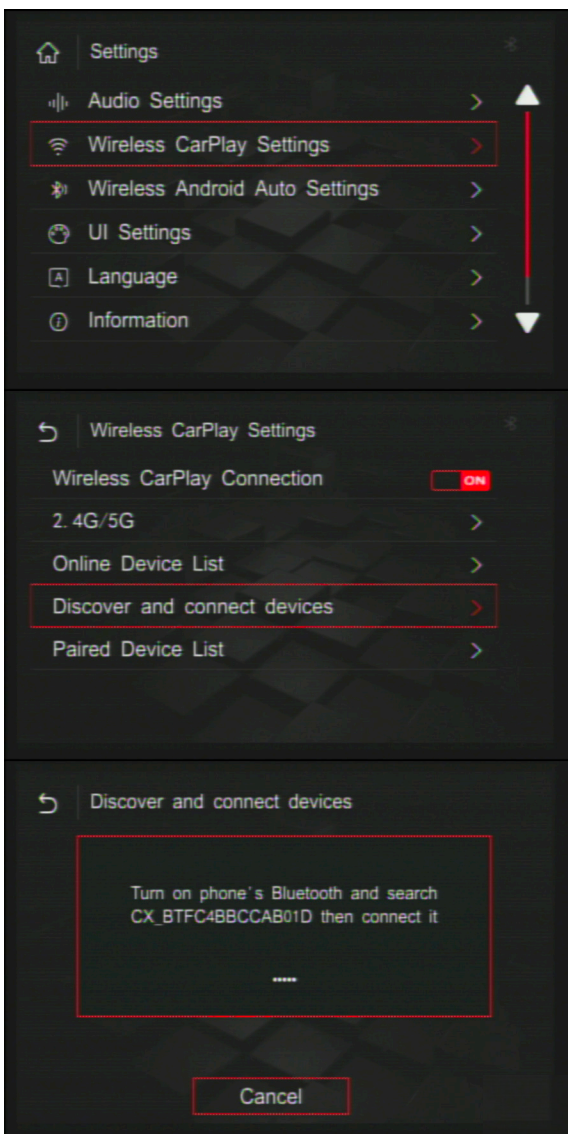 Settings
Audio Settings
Wireless CarPlay Settings
Wireless Android Auto Settings
UI Settings
A Language
Information
Wireless CarPlay Settings
Wireless CarPlay Connection ON
2.4G/5G
Online Device List
Discover and connect devices
Paired Device List
Discover and connect devices
Turn on phone's Bluetooth and search
CX_BTFC4BBCCAB01D then connect it
.....
Cancel